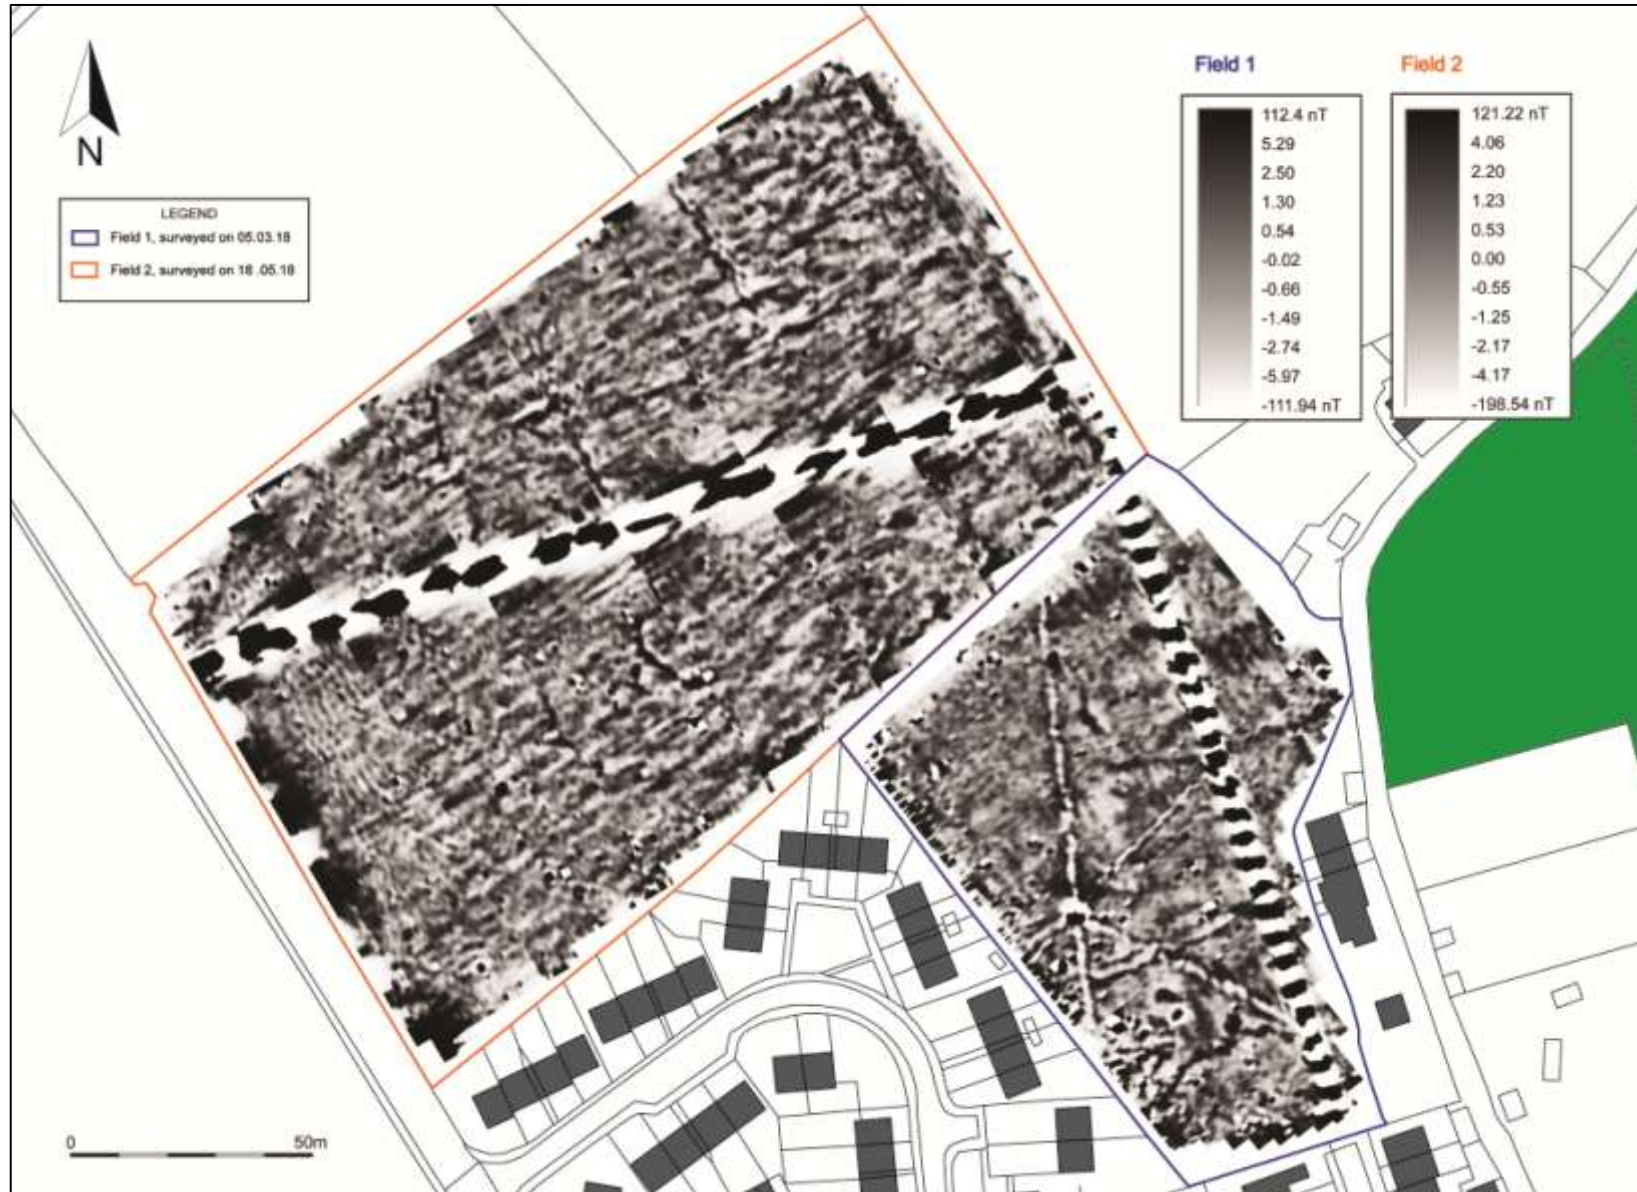 N
LEGEND
Field 1, surveyed on 05.03.18
Field 2, surveyed on 18 .05.18
0 50m
Field 1
112.4 nT
5.29
2.50
1.30
0.54
-0.02
-0.66
-1.49
-2.74
-5.97
-111.94 nT
Field 2
121.22 nT
4.06
2.20
1.23
0.53
0.00
-0.55
-1.25
-2.17
-4.17
-198.54 nT